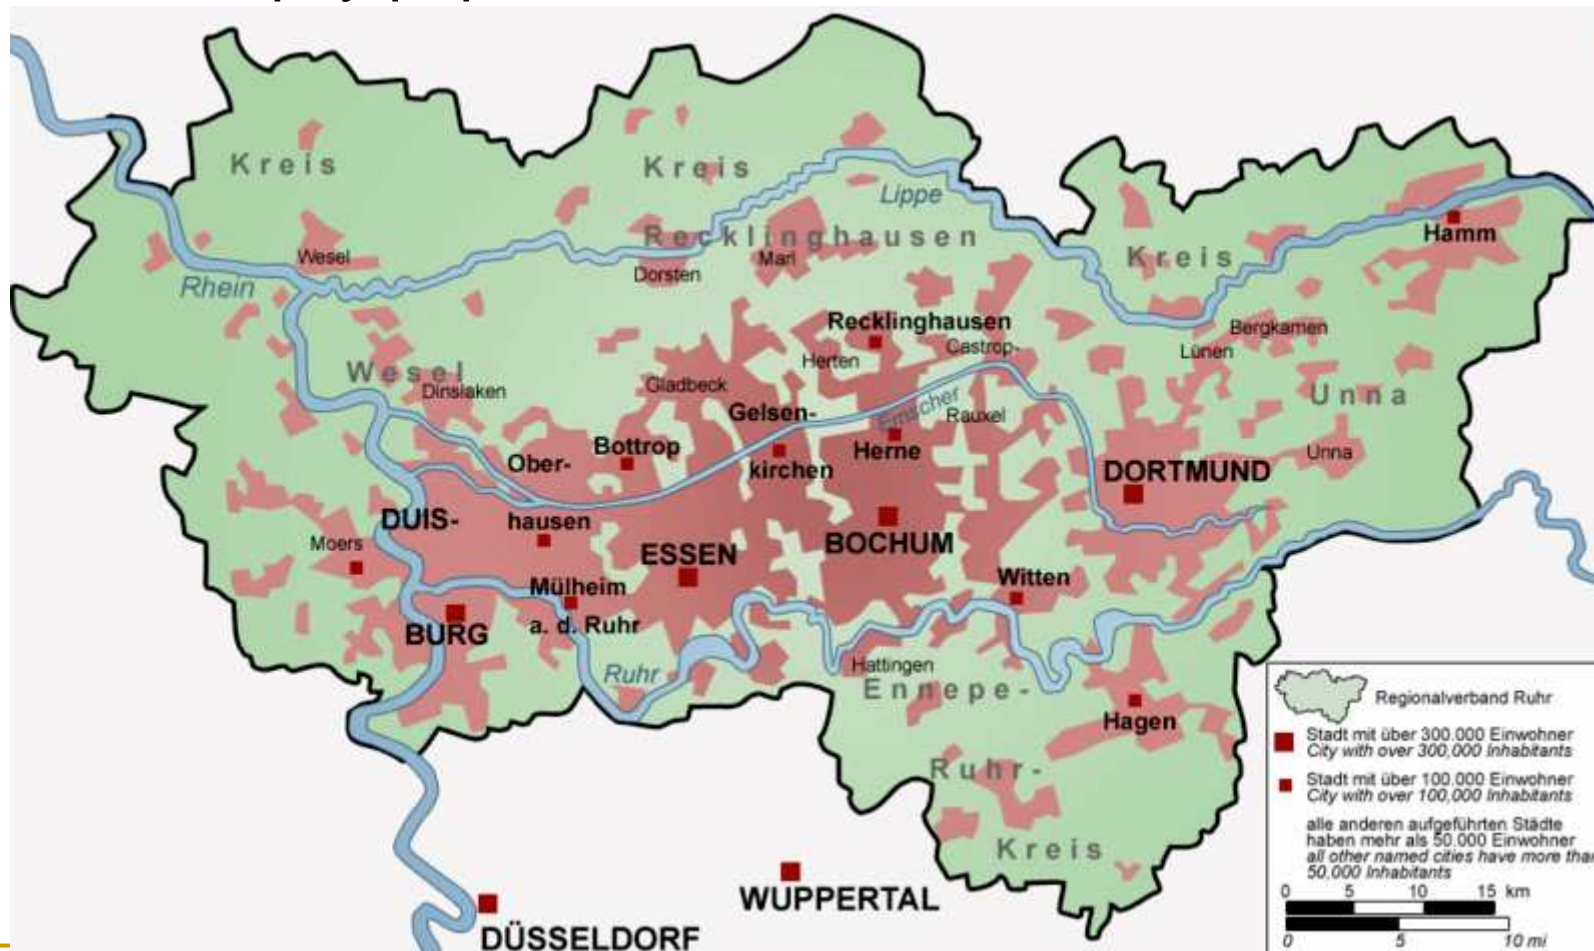 Kreis
Kreis
Lippe
Recklinghausen
Hamm
Wesel
Marl
Kreis
Dorsten
Rhein
Recklinghausen
Bergkamen
Castrop-
Lünen
Herten
Wesel
Gladbeck
Dinslaken
Unna
Gelsen-
Emscher
Rauxel
Bottrop
Herne
Unna
Ober-
kirchen
DORTMUND
DUIS-
hausen
Moers
BOCHUM
ESSEN
Witten
Mülheim
BURG
a. d. Ruhr
Hattingen
Ruhr
Ennepe-
Hagen
Ruhr-
Kreis
WUPPERTAL
DÜSSELDORF
Regionalverband Ruhr
Stadt mit über 300.000 Einwohner
City with over 300,000 Inhabitants
Stadt mit über 100.000 Einwohner
City with over 100,000 Inhabitants
alle anderen aufgeführten Städte
haben mehr als 50.000 Einwohner
all other named cities have more than
50,000 Inhabitants
0 5 10 15 km
0 5 10 mi